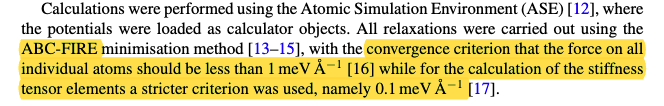 Calculations were performed using the Atomic Simulation Environment (ASE) [12], where
the potentials were loaded as calculator objects. All relaxations were carried out using the
ABC-FIRE minimisation method [13–15], with the convergence criterion that the force on all
individual atoms should be less than 1 meV Å⁻¹ [16] while for the calculation of the stiffness
tensor elements a stricter criterion was used, namely 0.1 meV Å⁻¹ [17].